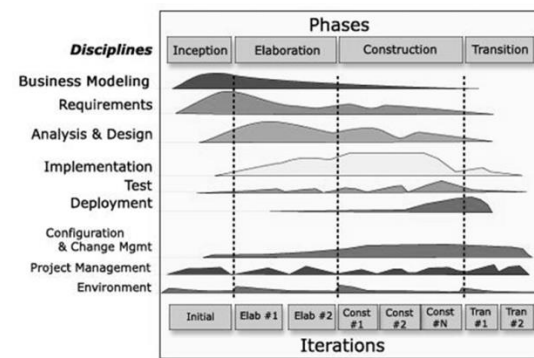 Phases
Disciplines
Inception
Elaboration
Construction
Transition
Business Modeling
Requirements
Analysis & Design
Implementation
Test
Deployment
Configuration
& Change Mgmt
Project Management
Environment
Initial
Elab #1
Elab #2
Const
#1
Const
#2
Const
#N
Tran
#1
Tran
#2
Iterations